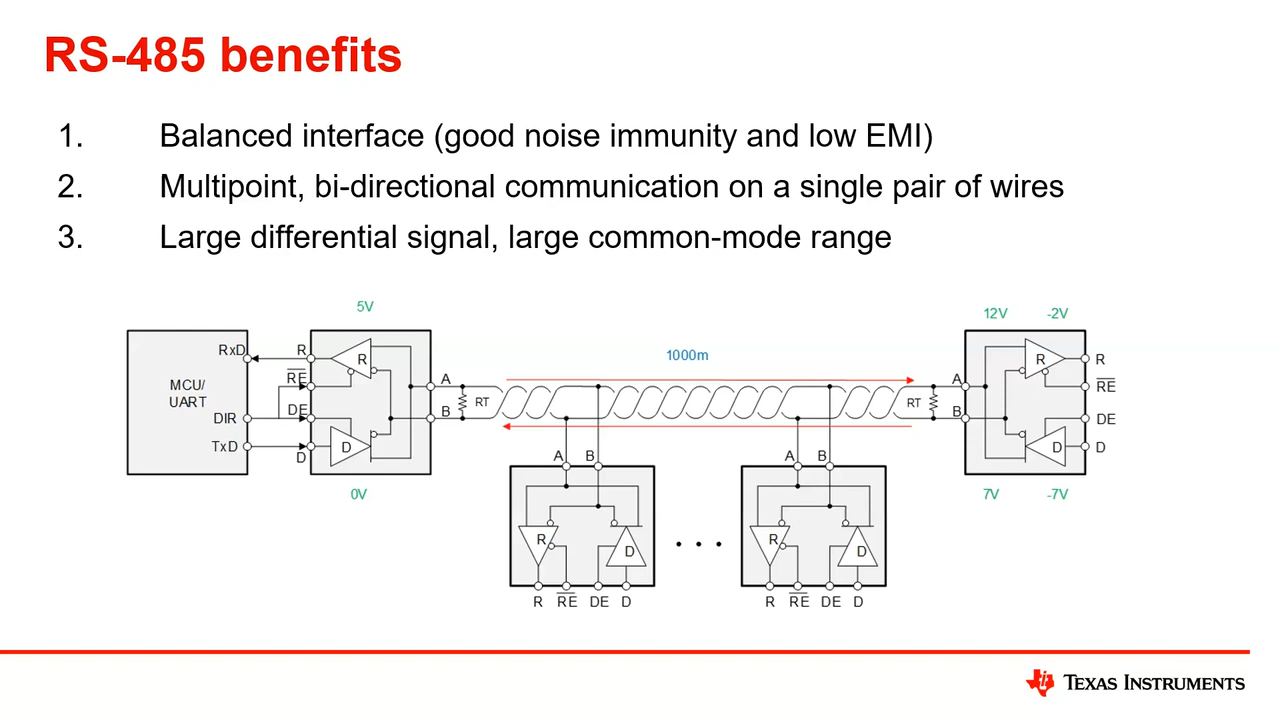 RS-485 benefits
1. Balanced interface (good noise immunity and low EMI)
2. Multipoint, bi-directional communication on a single pair of wires
3. Large differential signal, large common-mode range
5V
12V -2V
1000m
MCU/
UART
RxD
DIR
TxD
R
RE
DE
D
R
D
A
B
RT
RT
A
B
R
D
R
RE
DE
D
0V
7V -7V
A B
R
D
R RE DE D
. . .
A B
R
D
R RE DE D
TEXAS INSTRUMENTS